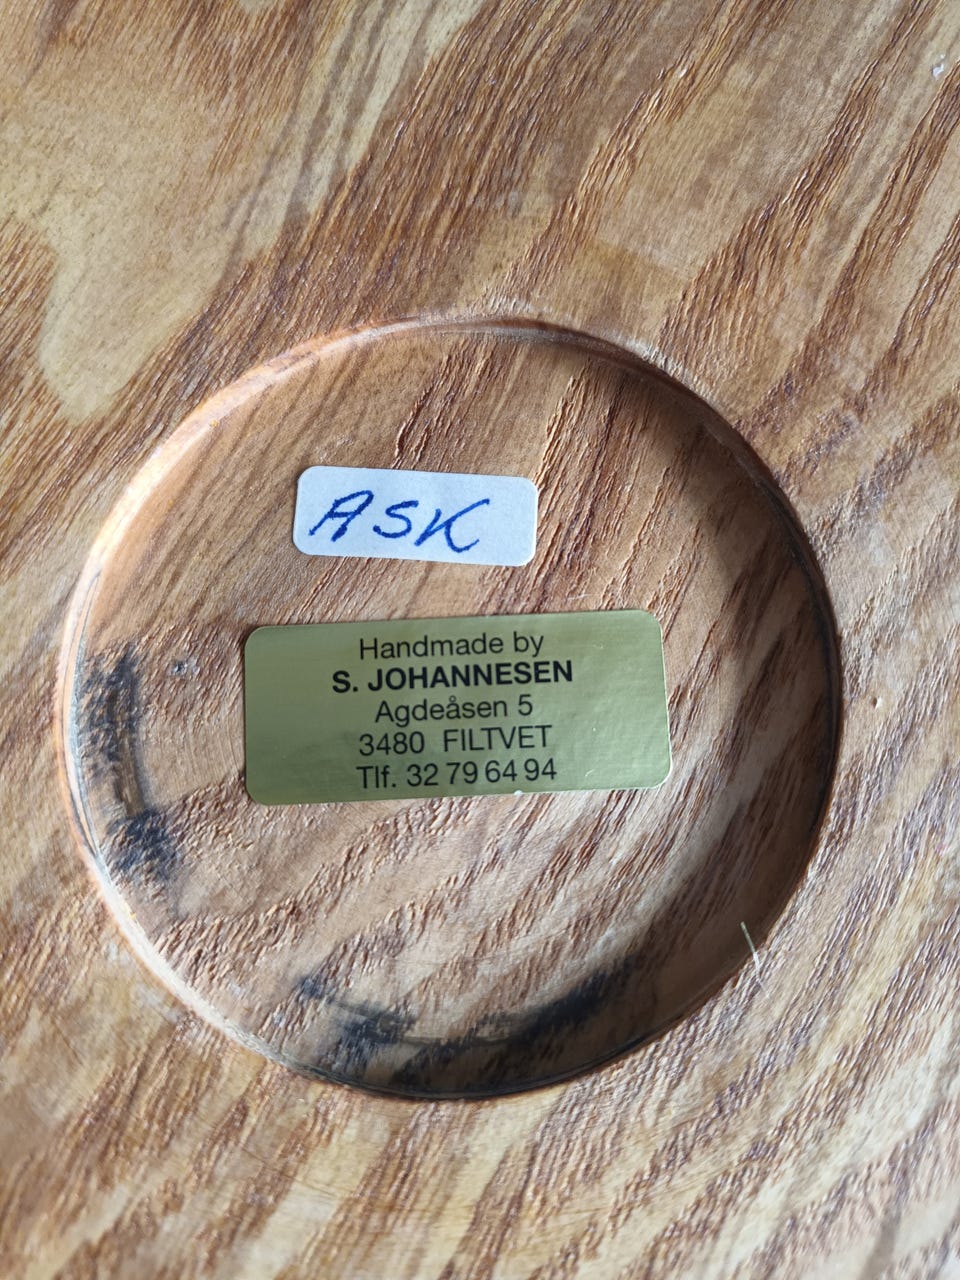 ASK
Handmade by
S. JOHANNESEN
Agdeåsen 5
3480 FILTVET
Tlf. 32 79 64 94